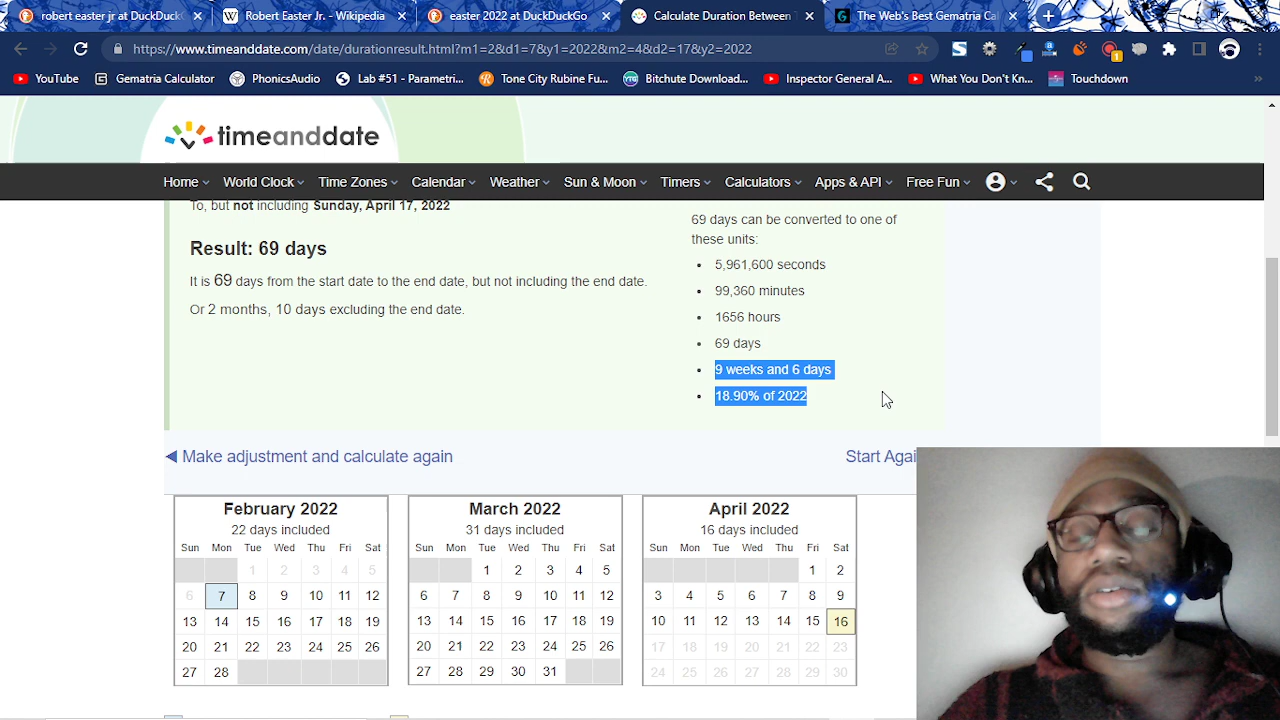 robert easter jr at DuckDuckG
Robert Easter Jr. - Wikipedia
easter 2022 at DuckDuckGo
Calculate Duration Between
The Web's Best Gematria Cal
https://www.timeanddate.com/date/durationresult.html?m1=2&d1=7&y1=2022&m2=4&d2=17&y2=2022
YouTube
Gematria Calculator
PhonicsAudio
Lab #51 - Parametri...
Tone City Rubine Fu...
Bitchute Download...
Inspector General A...
What You Don't Kn...
Touchdown
timeanddate
Home World Clock Time Zones Calendar Weather Sun & Moon Timers Calculators Apps & API Free Fun
To, but not including Sunday, April 17, 2022
Result: 69 days
It is 69 days from the start date to the end date, but not including the end date.
Or 2 months, 10 days excluding the end date.
69 days can be converted to one of
these units:
5,961,600 seconds
99,360 minutes
1656 hours
69 days
9 weeks and 6 days
18.90% of 2022
Make adjustment and calculate again
Start Agai
February 2022
22 days included
Sun Mon Tue Wed Thu Fri Sat
1 2 3 4 5
6 7 8 9 10 11 12
13 14 15 16 17 18 19
20 21 22 23 24 25 26
27 28
March 2022
31 days included
Sun Mon Tue Wed Thu Fri Sat
1 2 3 4 5
6 7 8 9 10 11 12
13 14 15 16 17 18 19
20 21 22 23 24 25 26
27 28 29 30 31
April 2022
16 days included
Sun Mon Tue Wed Thu Fri Sat
1 2
3 4 5 6 7 8 9
10 11 12 13 14 15 16
17 18 19 20 21 22 23
24 25 26 27 28 29 30